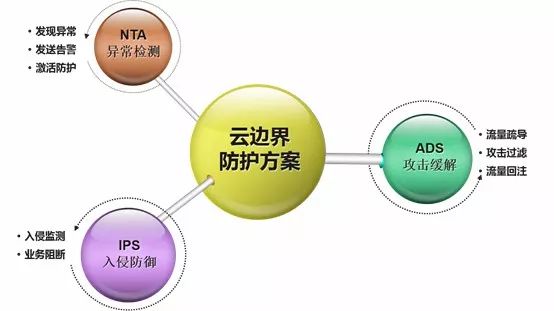 • 发现异常
• 发送告警
• 激活防护
NTA
异常检测
云边界
防护方案
ADS
攻击缓解
• 流量疏导
• 攻击过滤
• 流量回注
• 入侵监测
• 业务阻断
IPS
入侵防御